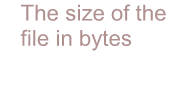 The size of the
file in bytes